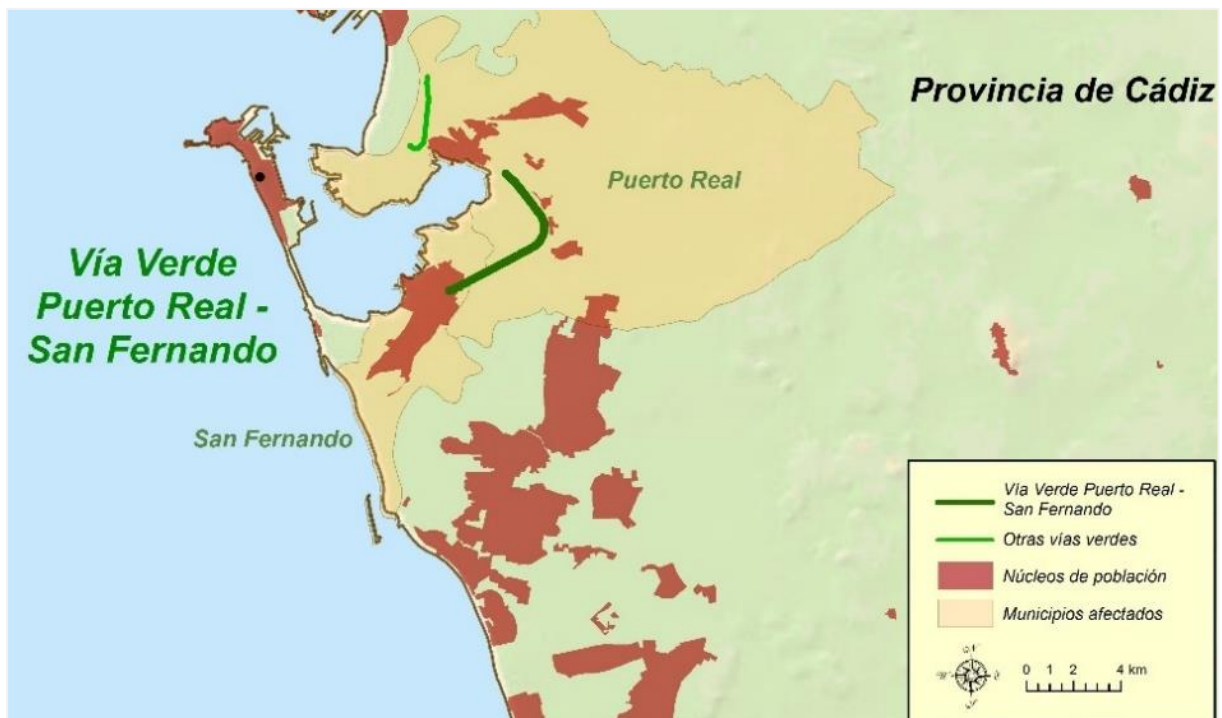 Provincia de Cádiz
Puerto Real
Vía Verde
Puerto Real -
San Fernando
San Fernando
Vía Verde Puerto Real -
San Fernando
Otras vías verdes
Núcleos de población
Municipios afectados
0 1 2 4 km